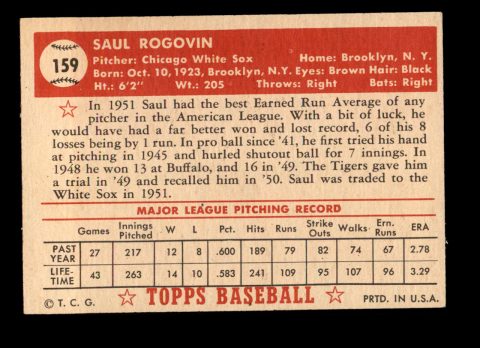 159
SAUL ROGOVIN
Pitcher: Chicago White Sox Home: Brooklyn, N. Y.
Born: Oct. 10, 1923, Brooklyn, N.Y. Eyes: Brown Hair: Black
Ht.: 6'2" Wt.: 205 Throws: Right Bats: Right
In 1951 Saul had the best Earned Run Average of any
pitcher in the American League. With a bit of luck, he
would have had a far better won and lost record, 6 of his 8
losses being by 1 run. In pro ball since '41, he first tried his hand
at pitching in 1945 and hurled shutout ball for 7 innings. In
1948 he won 13 at Buffalo, and 16 in '49. The Tigers gave him
a trial in '49 and recalled him in '50. Saul was traded to the
White Sox in 1951.
MAJOR LEAGUE PITCHING RECORD
Games Innings Pitched W L Pct. Hits Runs Strike Outs Walks Ern. Runs ERA
PAST YEAR 27 217 12 8 .600 189 79 82 74 67 2.78
LIFE-TIME 43 263 14 10 .583 241 109 95 107 96 3.29
© T. C. G. TOPPS BASEBALL PRTD. IN U.S.A.